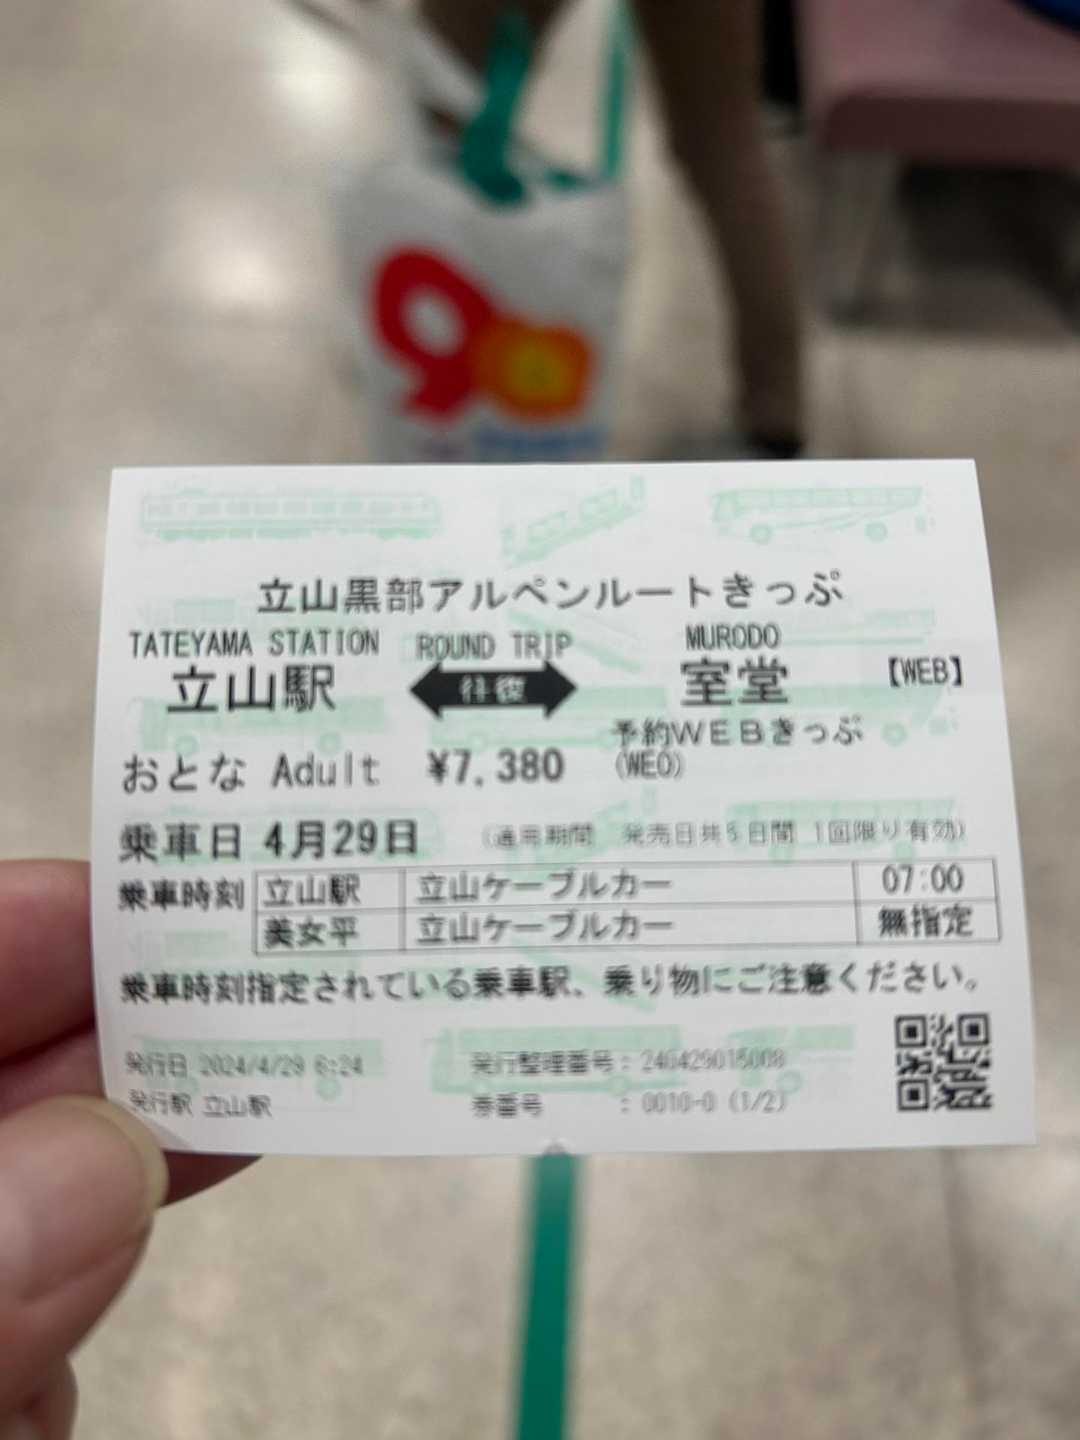 立山黒部アルペンルートきっぷ
TATEYAMA STATION ROUND TRIP MURODO
立山駅 往復 室堂 【WEB】
予約WEBきっぷ
おとな Adult ¥7,380 (WEO)
乗車日 4月29日 (通用期間 発売日共5日間 1回限り有効)
乗車時刻 立山駅 立山ケーブルカー 07:00
美女平 立山ケーブルカー 無指定
乗車時刻指定されている乗車駅、乗り物にご注意ください。
発行日 2024/4/29 6:24 発行整理番号:240429015008
発行駅 立山駅 券番号 :0010-0 (1/2)